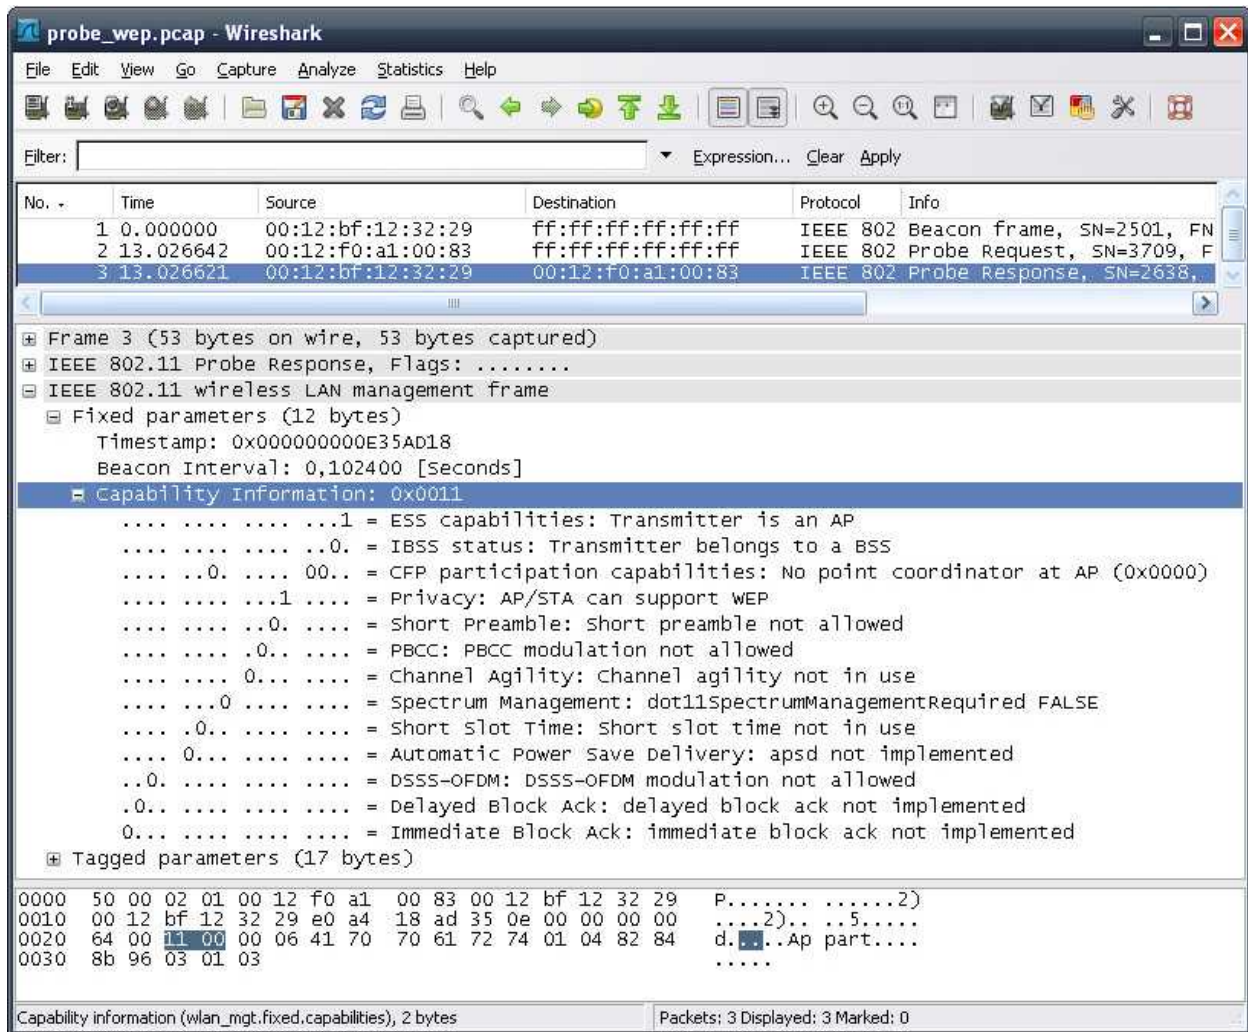 probe_wep.pcap - Wireshark
File Edit View Go Capture Analyze Statistics Help
Filter: Expression... Clear Apply
No. - Time Source Destination Protocol Info
1 0.000000 00:12:bf:12:32:29 ff:ff:ff:ff:ff:ff IEEE 802 Beacon frame, SN=2501, FN
2 13.026642 00:12:f0:a1:00:83 ff:ff:ff:ff:ff:ff IEEE 802 Probe Request, SN=3709, F
3 13.026621 00:12:bf:12:32:29 00:12:f0:a1:00:83 IEEE 802 Probe Response, SN=2638,
Frame 3 (53 bytes on wire, 53 bytes captured)
IEEE 802.11 Probe Response, Flags: ........
IEEE 802.11 wireless LAN management frame
Fixed parameters (12 bytes)
Timestamp: 0x000000000E35AD18
Beacon Interval: 0,102400 [Seconds]
Capability Information: 0x0011
.... .... .... ...1 = ESS capabilities: Transmitter is an AP
.... .... .... ..0. = IBSS status: Transmitter belongs to a BSS
.... ..0. .... 00.. = CFP participation capabilities: No point coordinator at AP (0x0000)
.... .... ...1 .... = Privacy: AP/STA can support WEP
.... .... ..0. .... = Short Preamble: Short preamble not allowed
.... .... .0.. .... = PBCC: PBCC modulation not allowed
.... .... 0... .... = Channel Agility: Channel agility not in use
.... ...0 .... .... = Spectrum Management: dot11SpectrumManagementRequired FALSE
.... .0.. .... .... = Short Slot Time: Short slot time not in use
.... 0... .... .... = Automatic Power Save Delivery: apsd not implemented
..0. .... .... .... = DSSS-OFDM: DSSS-OFDM modulation not allowed
.0.. .... .... .... = Delayed Block Ack: delayed block ack not implemented
0... .... .... .... = Immediate Block Ack: immediate block ack not implemented
Tagged parameters (17 bytes)
0000 50 00 02 01 00 12 f0 a1 00 83 00 12 bf 12 32 29 P....... ......2)
0010 00 12 bf 12 32 29 e0 a4 18 ad 35 0e 00 00 00 00 ....2).. ..5.....
0020 64 00 11 00 00 06 41 70 70 61 72 74 01 04 82 84 d.....Ap part....
0030 8b 96 03 01 03 .....
Capability information (wlan_mgt.fixed.capabilities), 2 bytes Packets: 3 Displayed: 3 Marked: 0